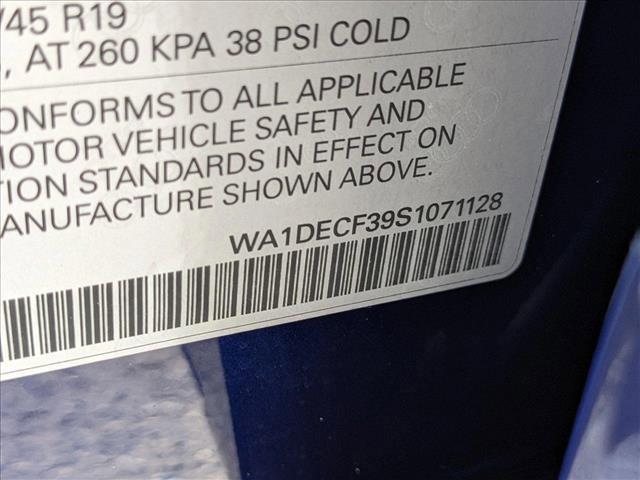 /45 R19
, AT 260 KPA 38 PSI COLD
ONFORMS TO ALL APPLICABLE
MOTOR VEHICLE SAFETY AND
TION STANDARDS IN EFFECT ON
MANUFACTURE SHOWN ABOVE.
WA1DECF39S1071128